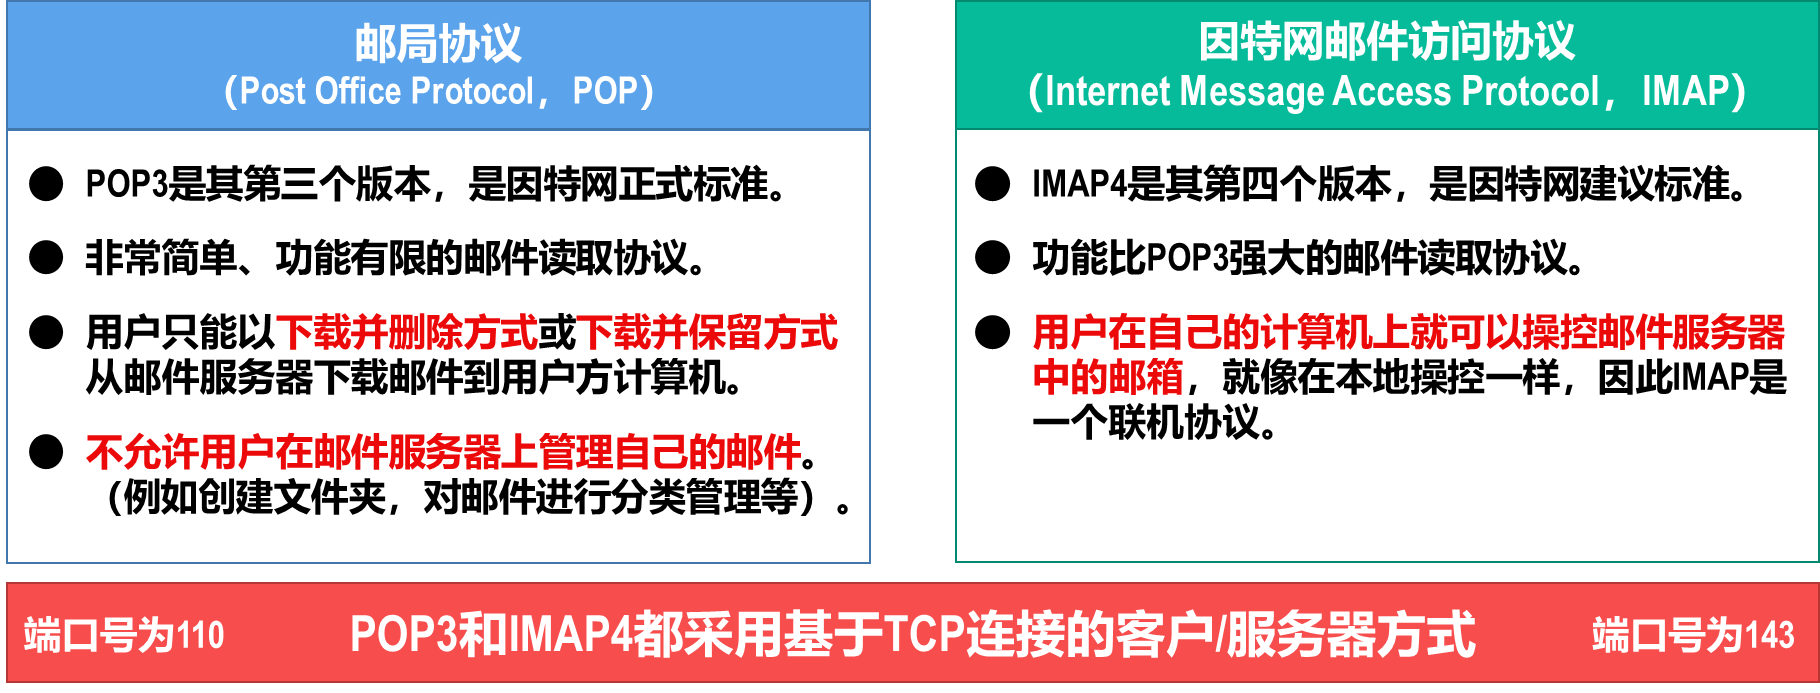 邮局协议
（Post Office Protocol，POP）
● POP3是其第三个版本，是因特网正式标准。
● 非常简单、功能有限的邮件读取协议。
● 用户只能以下载并删除方式或下载并保留方式
从邮件服务器下载邮件到用户方计算机。
● 不允许用户在邮件服务器上管理自己的邮件。
（例如创建文件夹，对邮件进行分类管理等）。
因特网邮件访问协议
（Internet Message Access Protocol，IMAP）
● IMAP4是其第四个版本，是因特网建议标准。
● 功能比POP3强大的邮件读取协议。
● 用户在自己的计算机上就可以操控邮件服务器
中的邮箱，就像在本地操控一样，因此IMAP是
一个联机协议。
端口号为110
POP3和IMAP4都采用基于TCP连接的客户/服务器方式
端口号为143